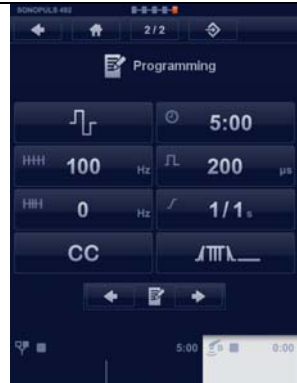 SONOPULS 492
2/2
Programming
5:00
100 Hz 200 µs
0 Hz 1/1 s
CC
5:00 0:00